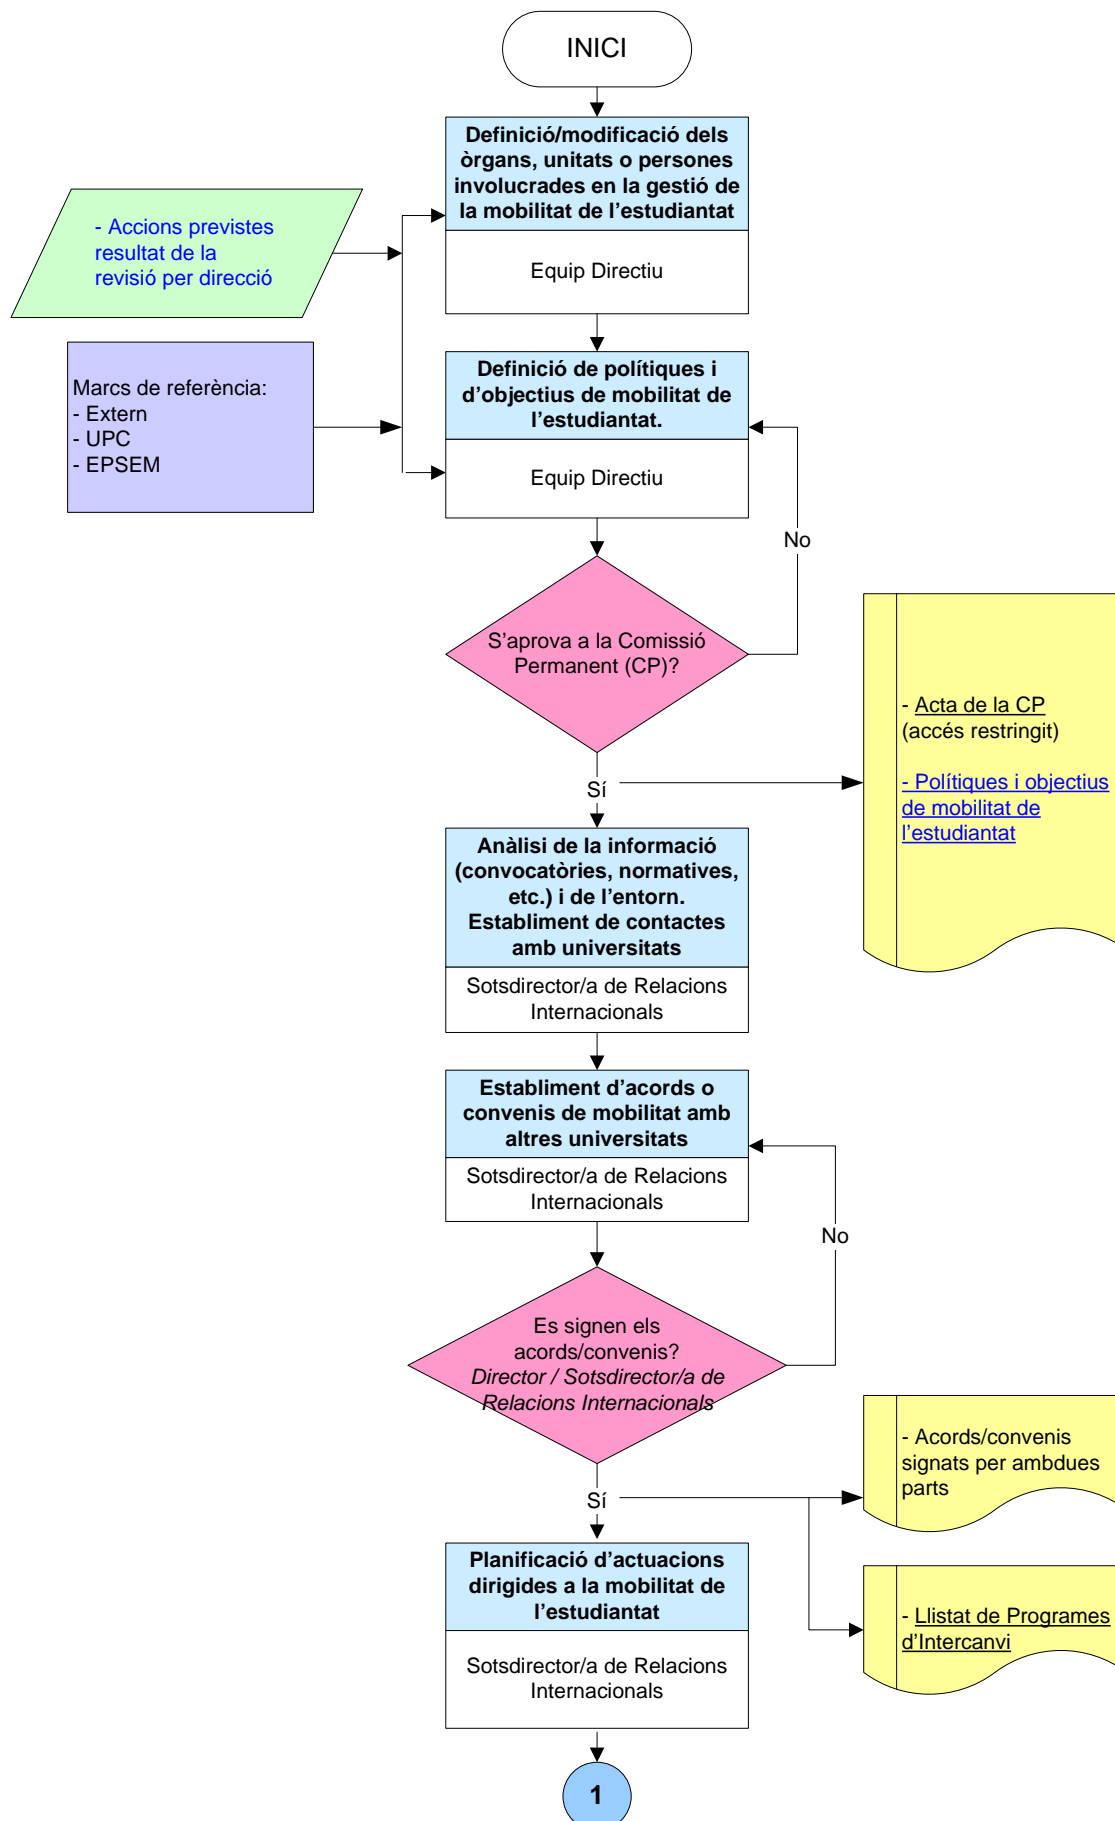 INICI
Definició/modificació dels
òrgans, unitats o persones
involucrades en la gestió de
la mobilitat de l’estudiantat
Equip Directiu
- Accions previstes
resultat de la
revisió per direcció
Marcs de referència:
- Extern
- UPC
- EPSEM
Definició de polítiques i
d’objectius de mobilitat de
l’estudiantat.
Equip Directiu
No
S’aprova a la Comissió
Permanent (CP)?
Sí
- Acta de la CP
(accés restringit)
- Polítiques i objectius
de mobilitat de
l’estudiantat
Anàlisi de la informació
(convocatòries, normatives,
etc.) i de l’entorn.
Establiment de contactes
amb universitats
Sotsdirector/a de Relacions
Internacionals
Establiment d’acords o
convenis de mobilitat amb
altres universitats
Sotsdirector/a de Relacions
Internacionals
No
Es signen els
acords/convenis?
Director / Sotsdirector/a de
Relacions Internacionals
Sí
- Acords/convenis
signats per ambdues
parts
- Llistat de Programes
d’Intercanvi
Planificació d’actuacions
dirigides a la mobilitat de
l’estudiantat
Sotsdirector/a de Relacions
Internacionals
1